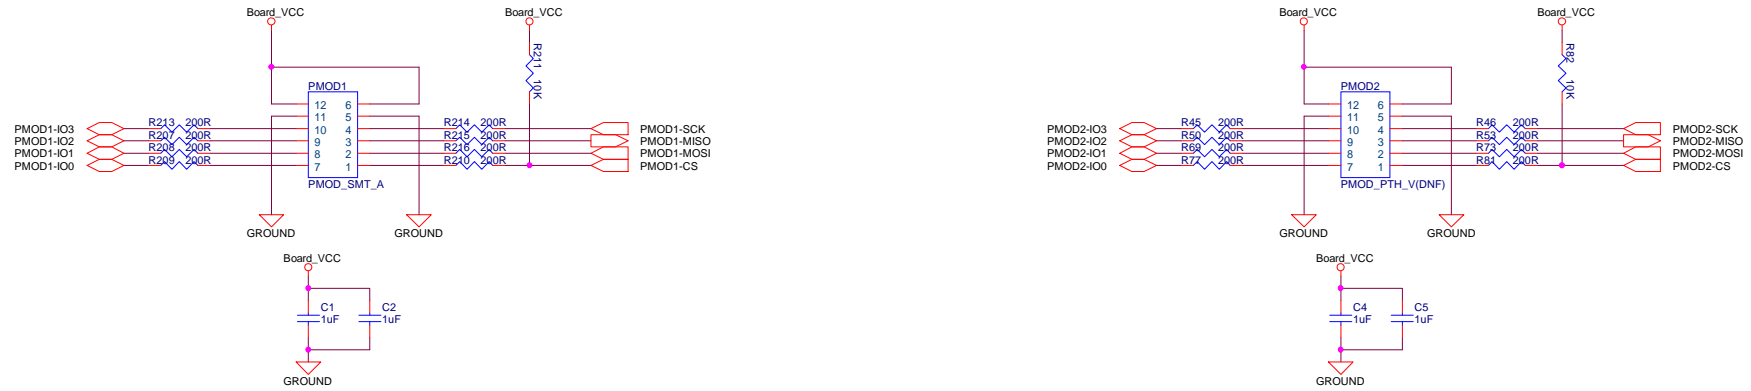 Board_VCC
Board_VCC
R211
10K
PMOD1
12 6
11 5
PMOD1-IO3 R213 200R 10 4 R214 200R PMOD1-SCK
PMOD1-IO2 R207 200R 9 3 R215 200R PMOD1-MISO
PMOD1-IO1 R208 200R 8 2 R216 200R PMOD1-MOSI
PMOD1-IO0 R209 200R 7 1 R210 200R PMOD1-CS
PMOD_SMT_A
GROUND
GROUND
Board_VCC
C1
1uF
C2
1uF
GROUND
Board_VCC
Board_VCC
R82
10K
PMOD2
12 6
11 5
PMOD2-IO3 R45 200R 10 4 R46 200R PMOD2-SCK
PMOD2-IO2 R50 200R 9 3 R53 200R PMOD2-MISO
PMOD2-IO1 R69 200R 8 2 R73 200R PMOD2-MOSI
PMOD2-IO0 R77 200R 7 1 R81 200R PMOD2-CS
PMOD_PTH_V(DNF)
GROUND
GROUND
Board_VCC
C4
1uF
C5
1uF
GROUND